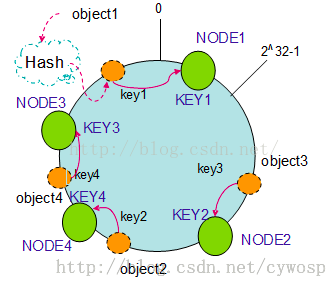 object1
0
NODE1
2^32-1
Hash
key1
KEY1
NODE3
KEY3
http://blog.csdn.net/
key3
object3
key4
object4
KEY4
key2
KEY2
NODE4
NODE2
object2
http://blog.csdn.net/cywosp